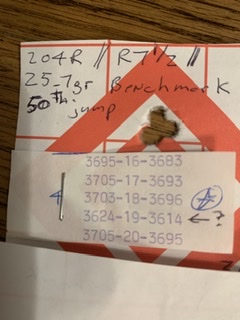 204R // R7 1/2 //
25.7gr Benchmark
50th jump
3695-16-3683
3705-17-3693
4 3703-18-3696 A
3624-19-3614 ←?
3705-20-3695